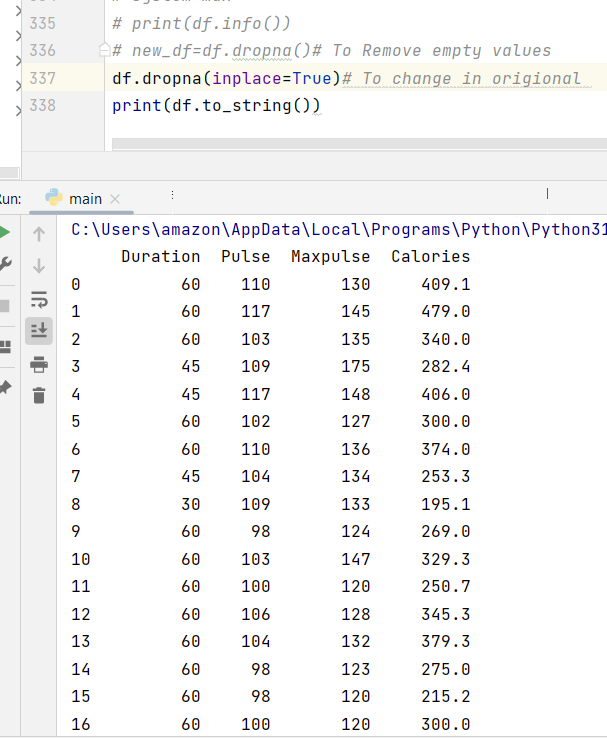 335 # print(df.info())
336 # new_df=df.dropna()# To Remove empty values
337 df.dropna(inplace=True)# To change in origional
338 print(df.to_string())
Run: main
C:\Users\amazon\AppData\Local\Programs\Python\Python31
Duration Pulse Maxpulse Calories
0 60 110 130 409.1
1 60 117 145 479.0
2 60 103 135 340.0
3 45 109 175 282.4
4 45 117 148 406.0
5 60 102 127 300.0
6 60 110 136 374.0
7 45 104 134 253.3
8 30 109 133 195.1
9 60 98 124 269.0
10 60 103 147 329.3
11 60 100 120 250.7
12 60 106 128 345.3
13 60 104 132 379.3
14 60 98 123 275.0
15 60 98 120 215.2
16 60 100 120 300.0